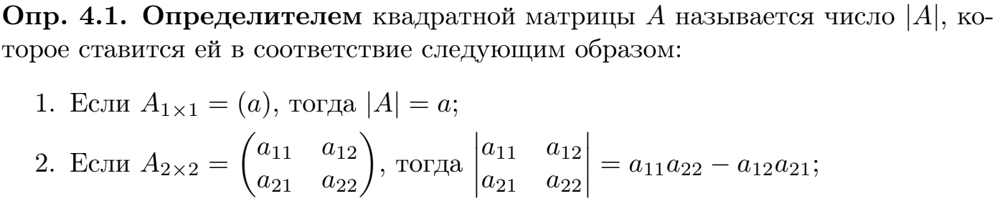 Опр. 4.1. Определителем квадратной матрицы $A$ называется число $|A|$, ко-
торое ставится ей в соответствие следующим образом:
1. Если $A_{1 \times 1} = (a)$, тогда $|A| = a$;
2. Если $A_{2 \times 2} = \begin{pmatrix} a_{11} & a_{12} \\ a_{21} & a_{22} \end{pmatrix}$, тогда $\begin{vmatrix} a_{11} & a_{12} \\ a_{21} & a_{22} \end{vmatrix} = a_{11}a_{22} - a_{12}a_{21}$;